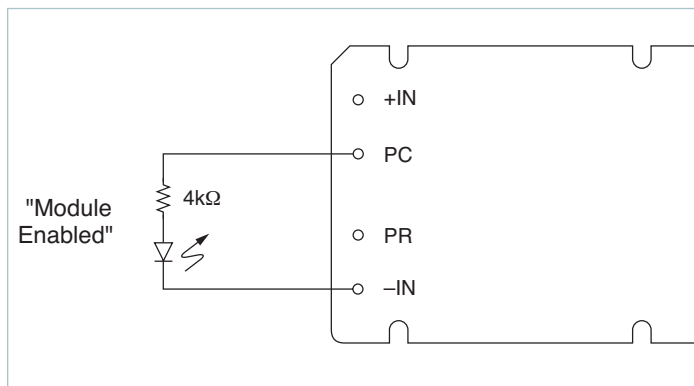 +IN
PC
4kΩ
"Module
Enabled"
PR
–IN